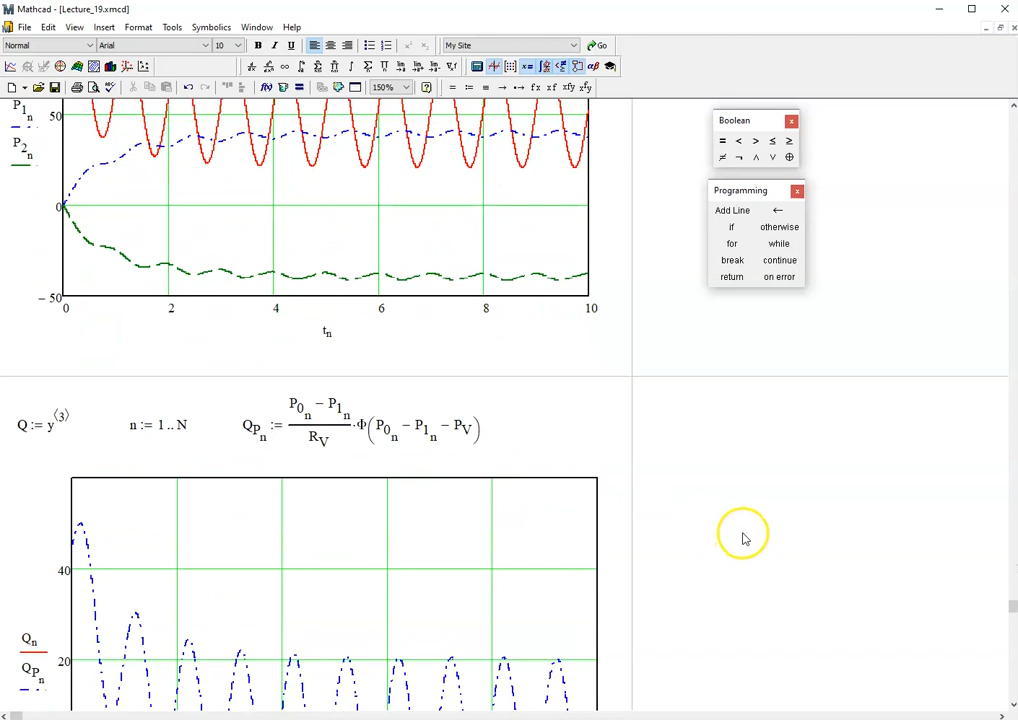 Mathcad - [Lecture_19.xmcd]
File Edit View Insert Format Tools Symbolics Window Help
Normal Arial 10 B I U My Site Go
150%
P1n
P2n
50
0
−50
0 2 4 6 8 10
tn
Boolean x
= < > ≤ ≥
≠ ¬ ∧ ∨ ⊕
Programming x
Add Line ←
if otherwise
for while
break continue
return on error
Q := y⟨3⟩ n := 1 .. N QPn := (P0n − P1n)/RV · Φ(P0n − P1n − PV)
40
20
Qn
QPn